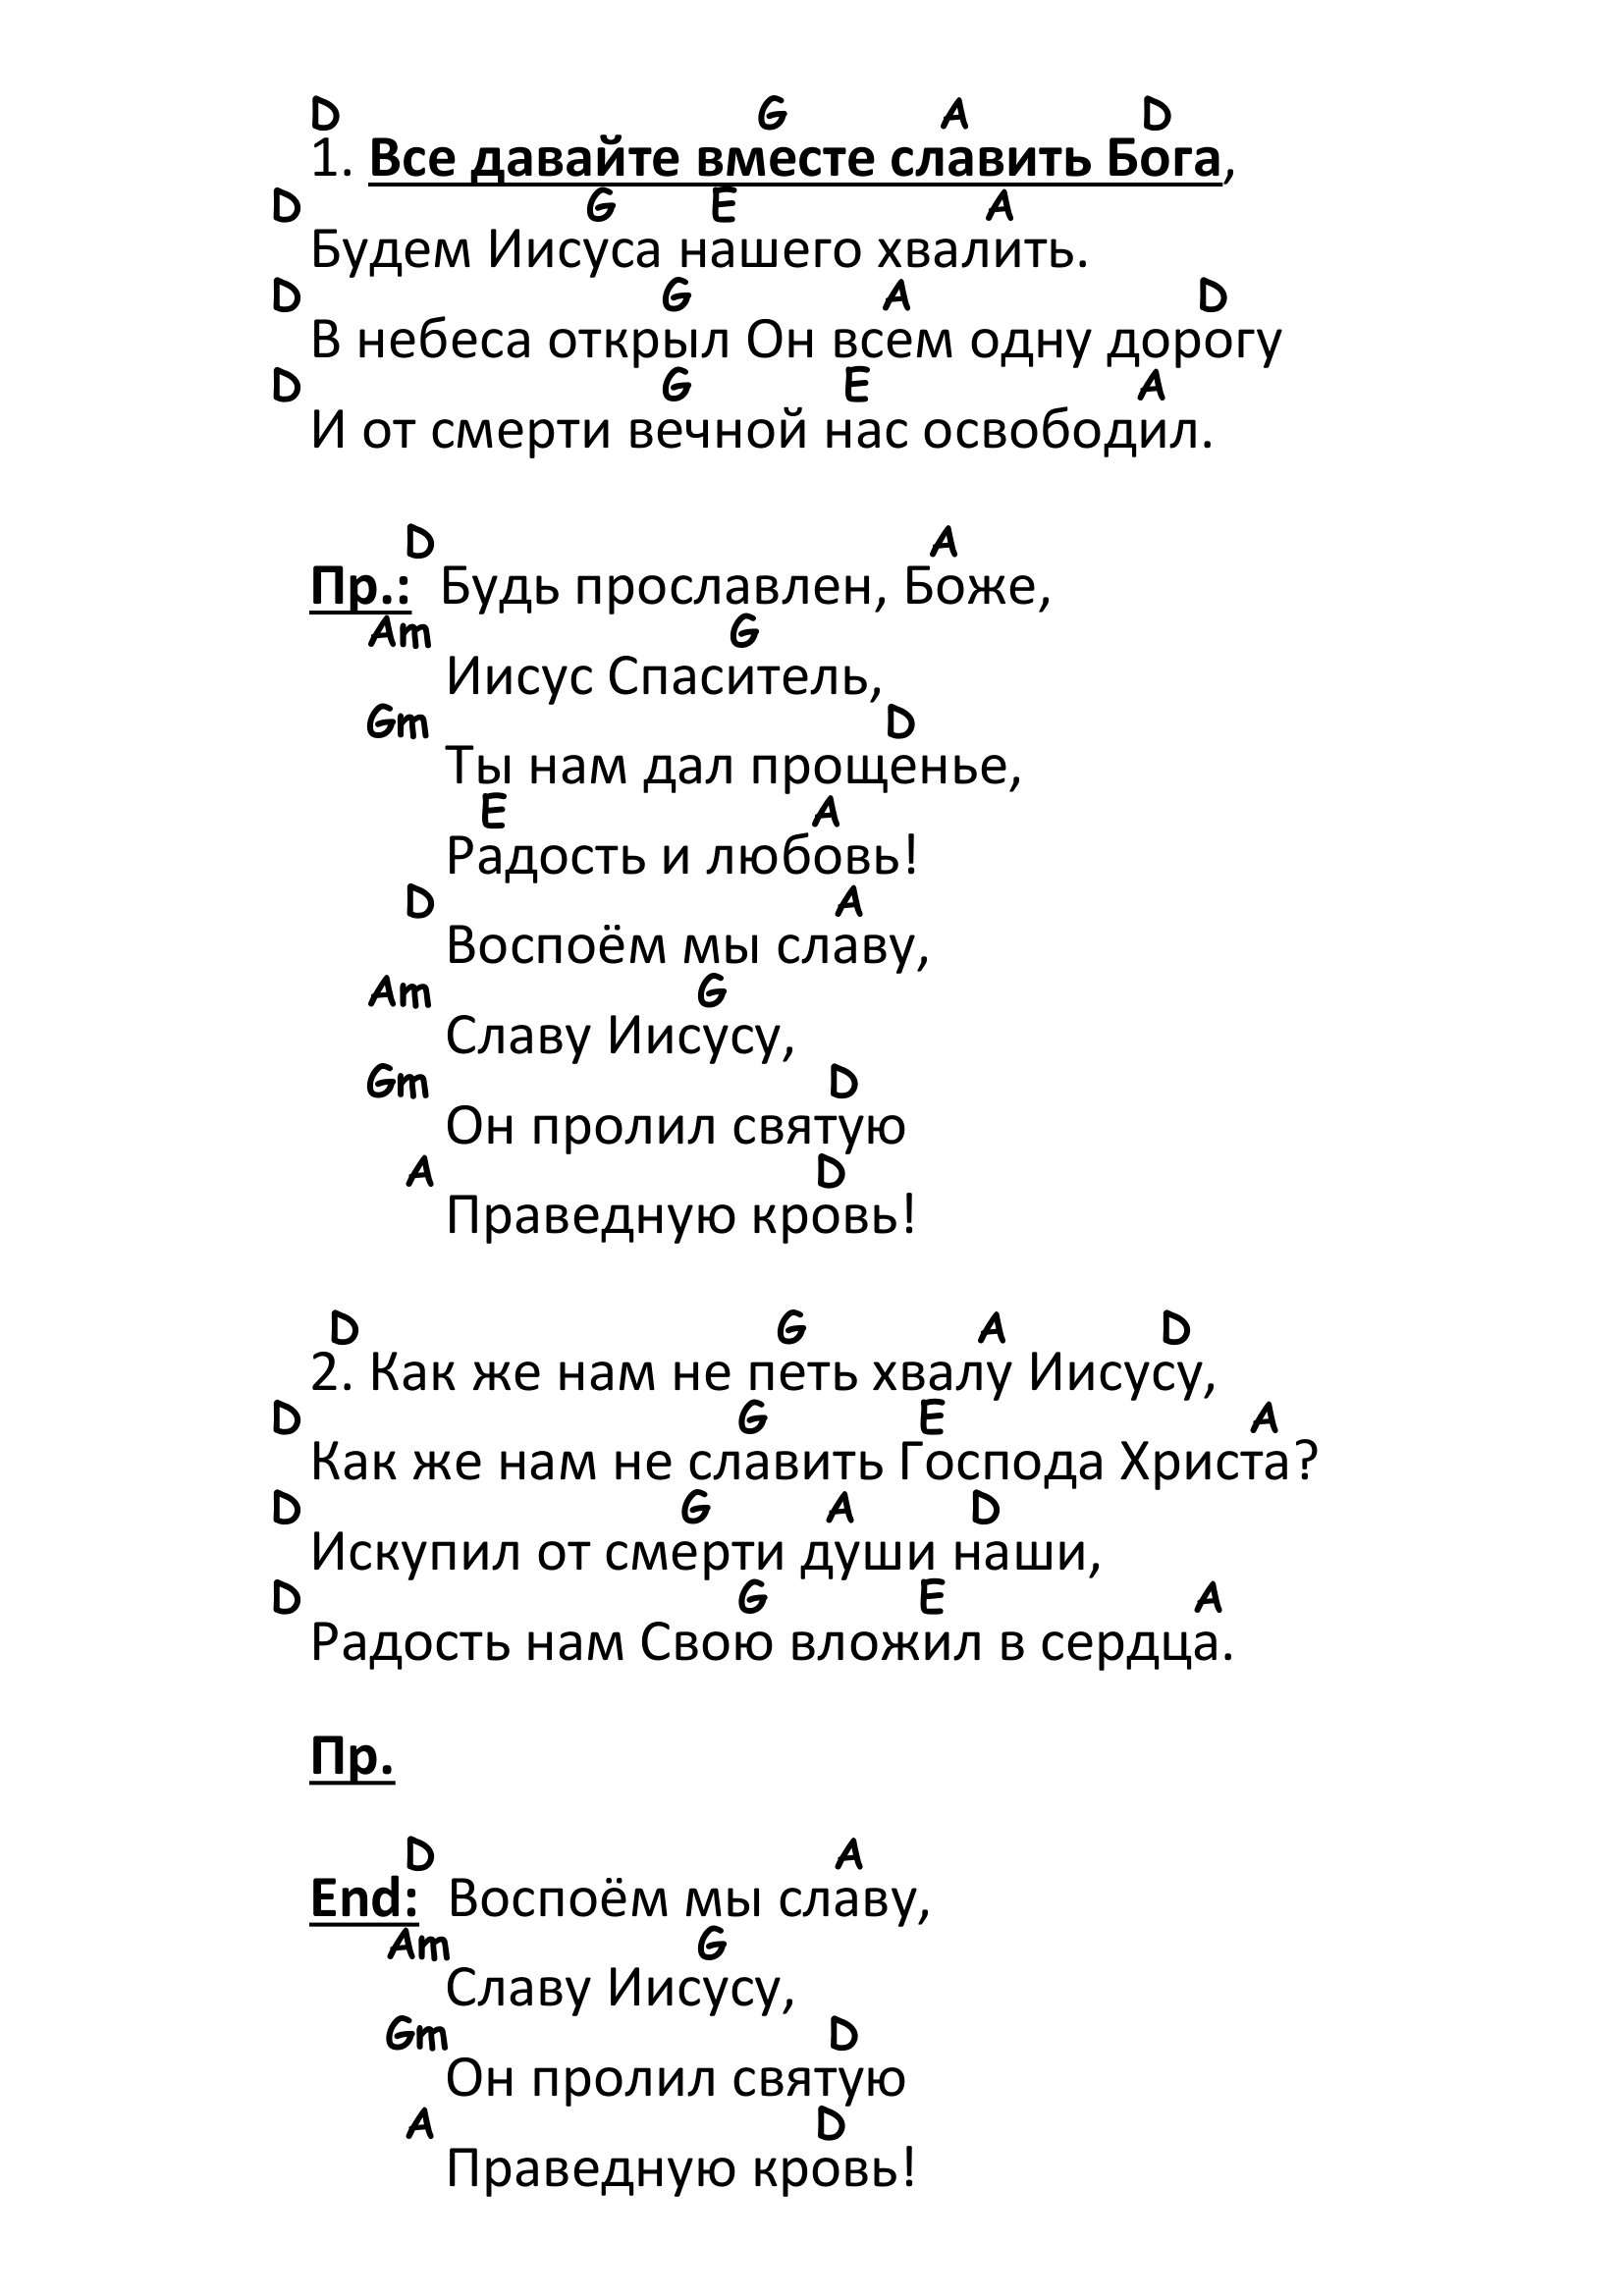 D G A D
1. Все давайте вместе славить Бога,
D G E A
Будем Иисуса нашего хвалить.
D G A D
В небеса открыл Он всем одну дорогу
D G E A
И от смерти вечной нас освободил.
D A
Пр.: Будь прославлен, Боже,
Am G
Иисус Спаситель,
Gm D
Ты нам дал прощенье,
E A
Радость и любовь!
D A
Воспоём мы славу,
Am G
Славу Иисусу,
Gm D
Он пролил святую
A D
Праведную кровь!
D G A D
2. Как же нам не петь хвалу Иисусу,
D G E A
Как же нам не славить Господа Христа?
D G A D
Искупил от смерти души наши,
D G E A
Радость нам Свою вложил в сердца.
Пр.
D A
End: Воспоём мы славу,
Am G
Славу Иисусу,
Gm D
Он пролил святую
A D
Праведную кровь!